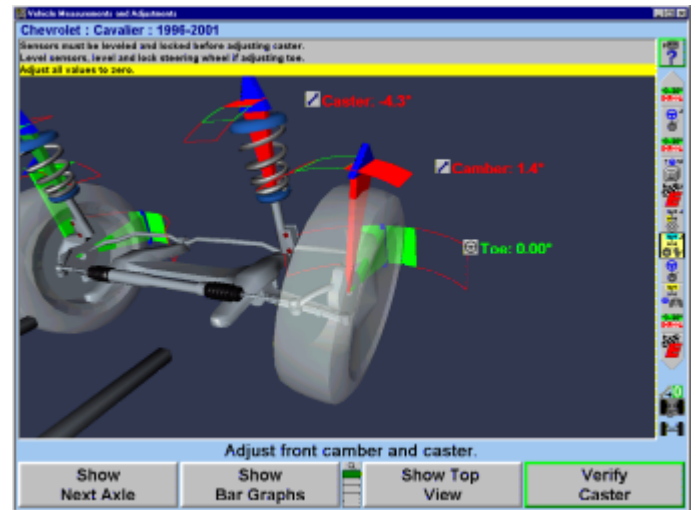 Vehicle Measurements and Adjustments
Chevrolet : Cavalier : 1996-2001
Sensors must be leveled and locked before adjusting caster.
Level sensors, level and lock steering wheel if adjusting toe.
Adjust all values to zero.
Caster: -4.3°
Camber: 1.4°
Toe: 0.00°
Adjust front camber and caster.
Show Next Axle
Show Bar Graphs
Show Top View
Verify Caster